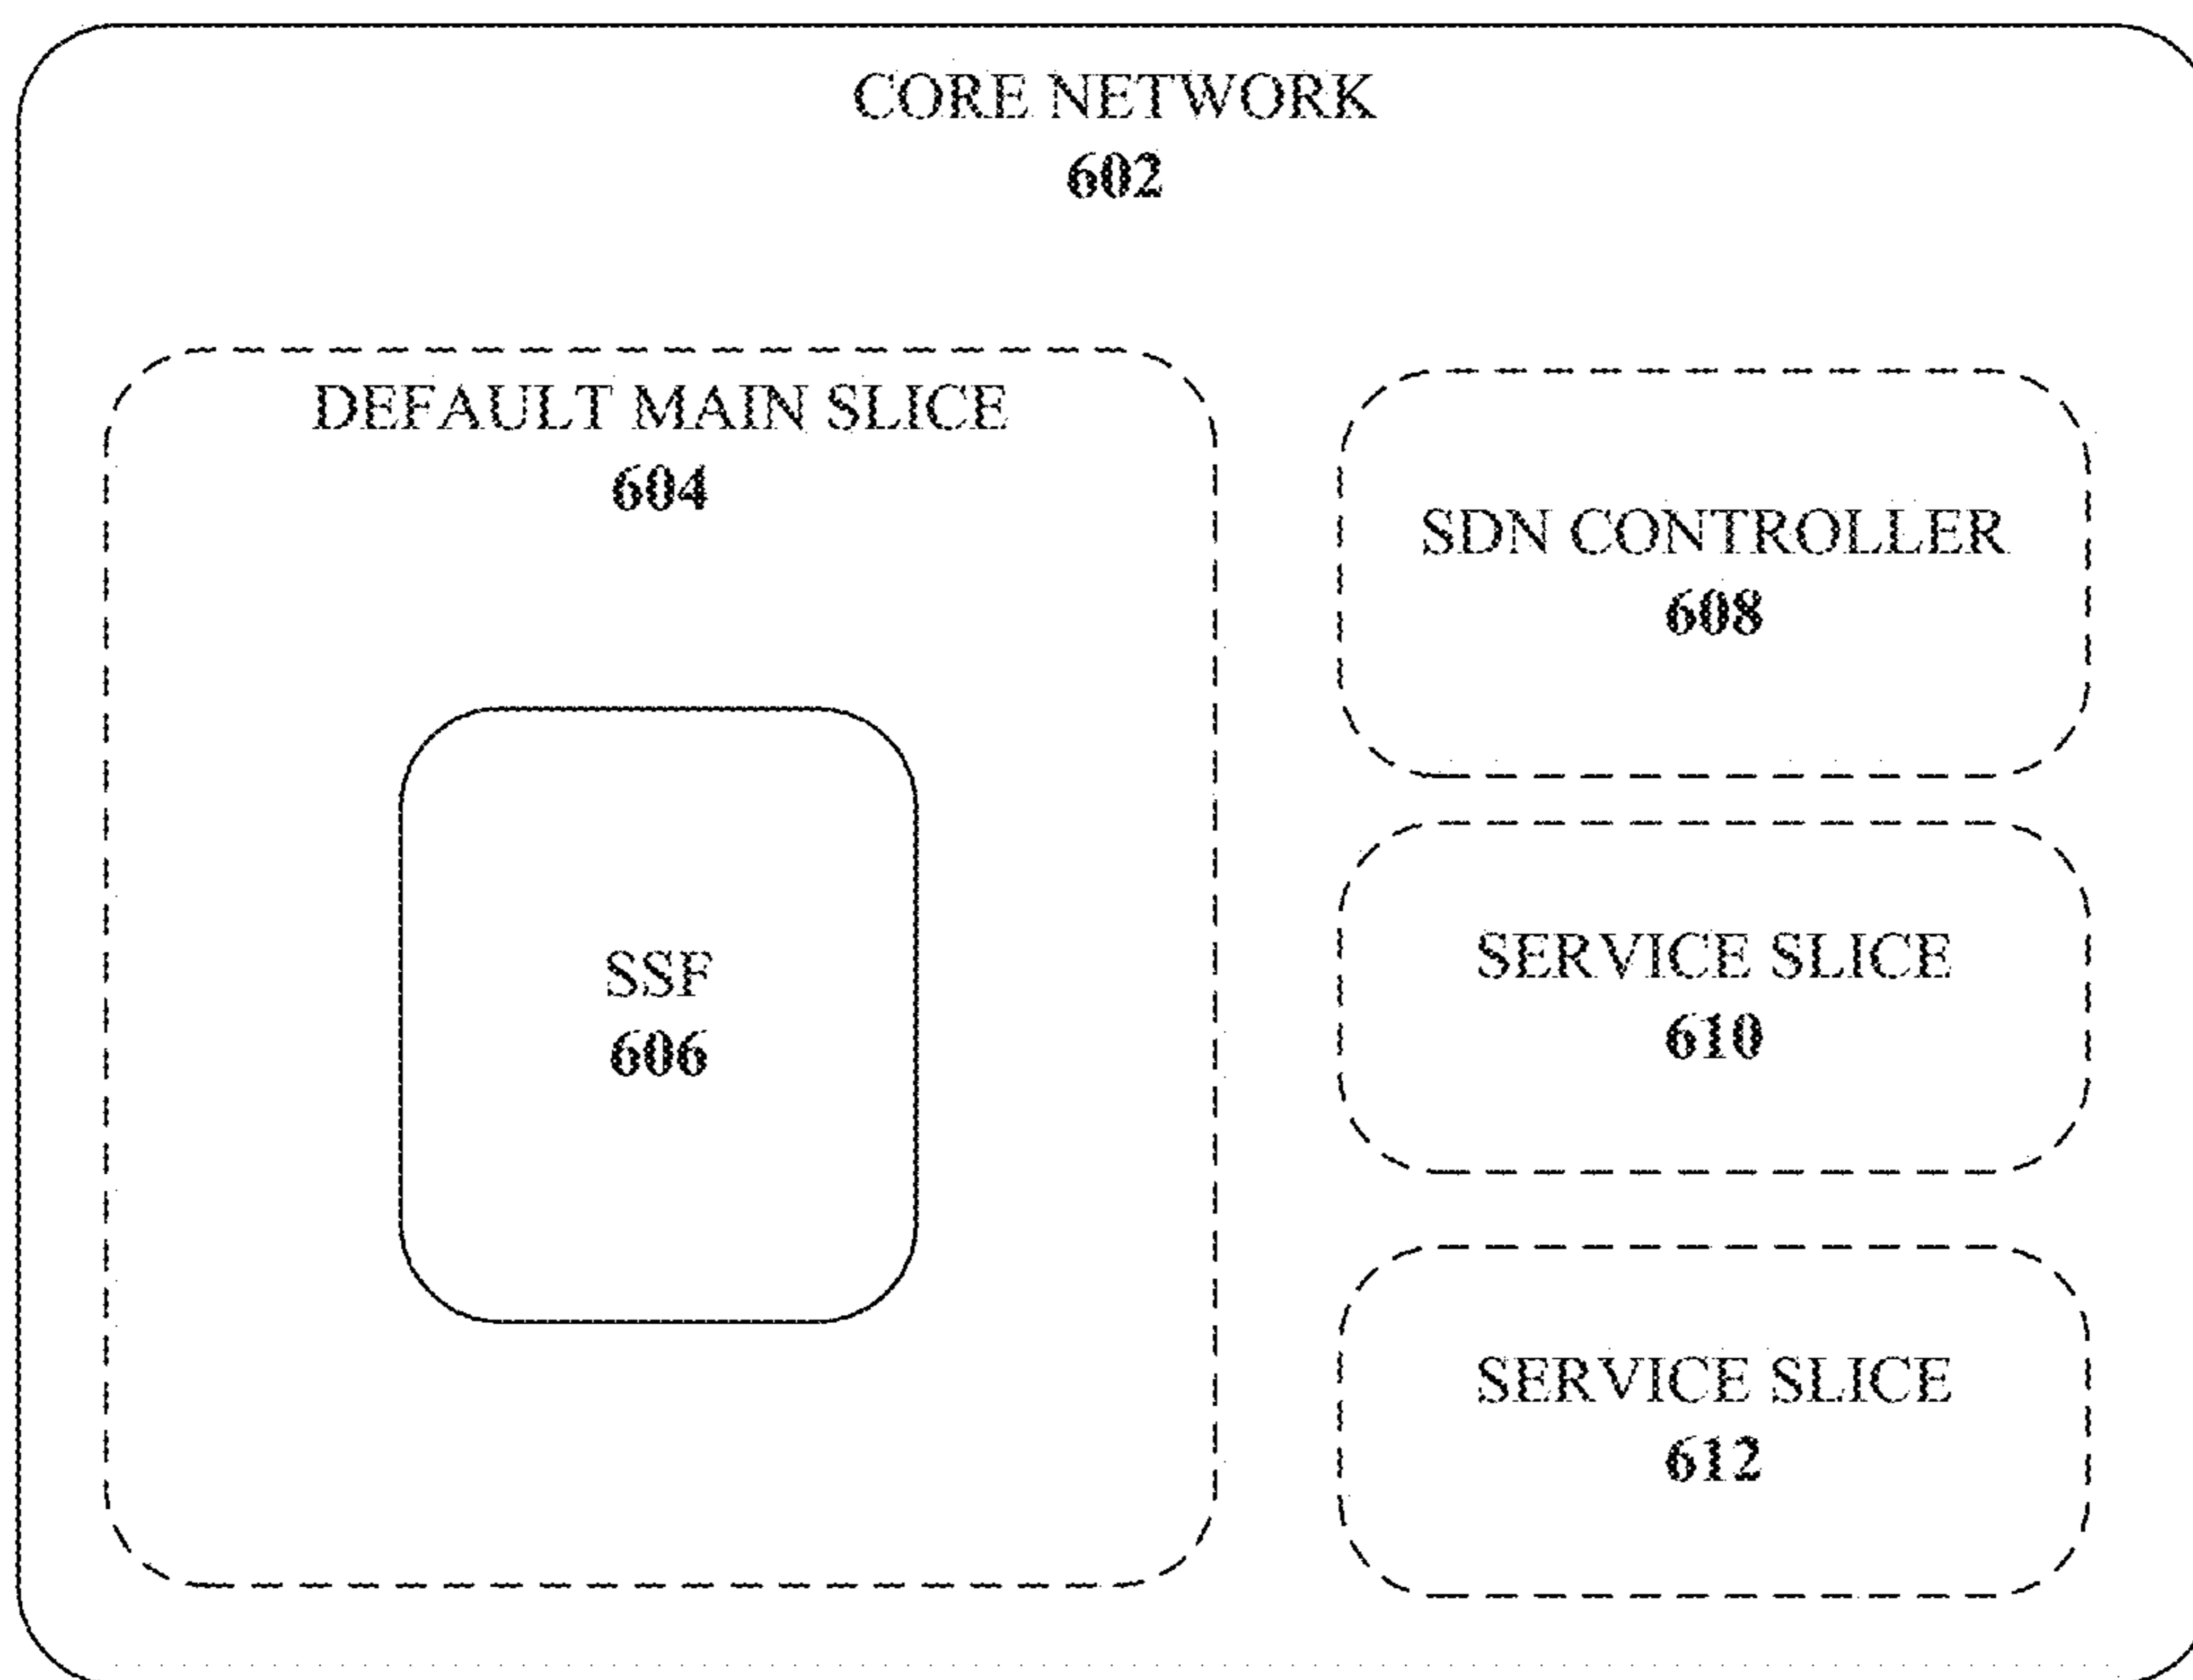 CORE NETWORK
602
DEFAULT MAIN SLICE
604
SSF
606
SDN CONTROLLER
608
SERVICE SLICE
610
SERVICE SLICE
612